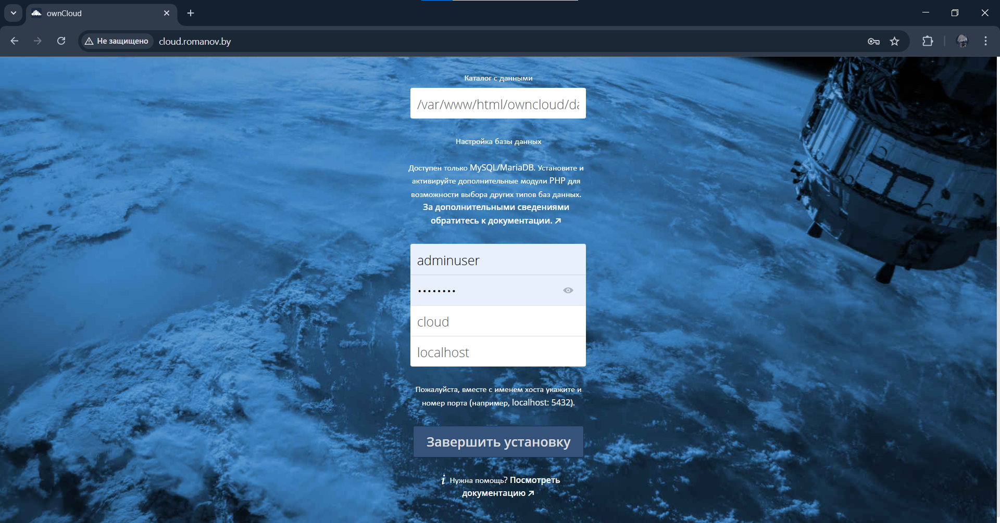 ownCloud
Не защищено
cloud.romanov.by
Каталог с данными
/var/www/html/owncloud/da
Настройка базы данных
Доступен только MySQL/MariaDB. Установите и
активируйте дополнительные модули PHP для
возможности выбора других типов баз данных.
За дополнительными сведениями
обратитесь к документации. ↗
adminuser
••••••••
cloud
localhost
Пожалуйста, вместе с именем хоста укажите и
номер порта (например, localhost: 5432).
Завершить установку
i Нужна помощь? Посмотреть
документацию ↗